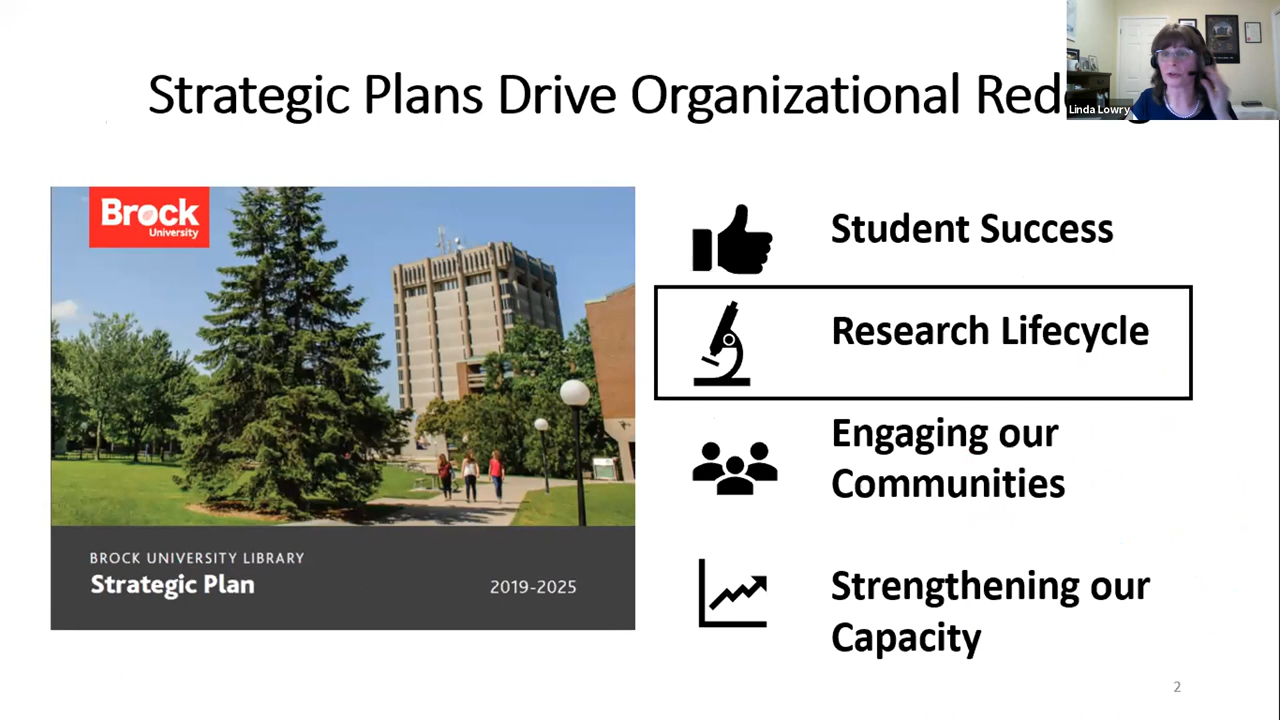 Strategic Plans Drive Organizational
Linda Lowry
Brock
University
Student Success
Research Lifecycle
Engaging our
Communities
Strengthening our
Capacity
BROCK UNIVERSITY LIBRARY
Strategic Plan
2019-2025
2